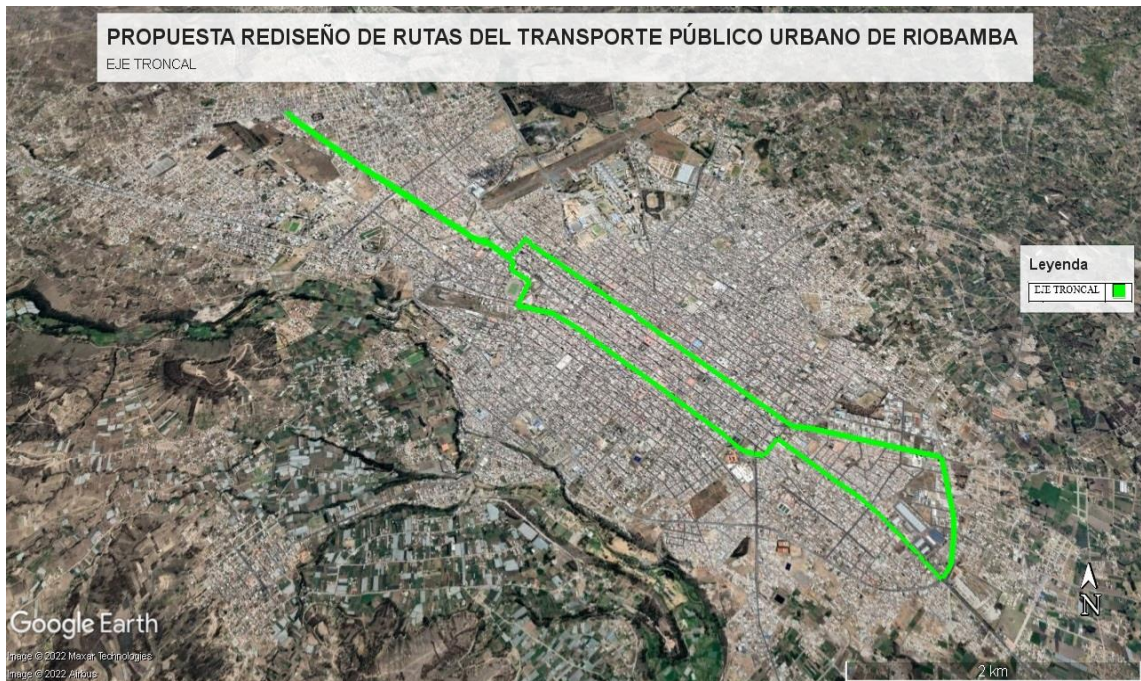 PROPUESTA REDISEÑO DE RUTAS DEL TRANSPORTE PÚBLICO URBANO DE RIOBAMBA
EJE TRONCAL
Leyenda
EJE TRONCAL
N
Google Earth
Image © 2022 Maxar Technologies
Image © 2022 Airbus
2 km